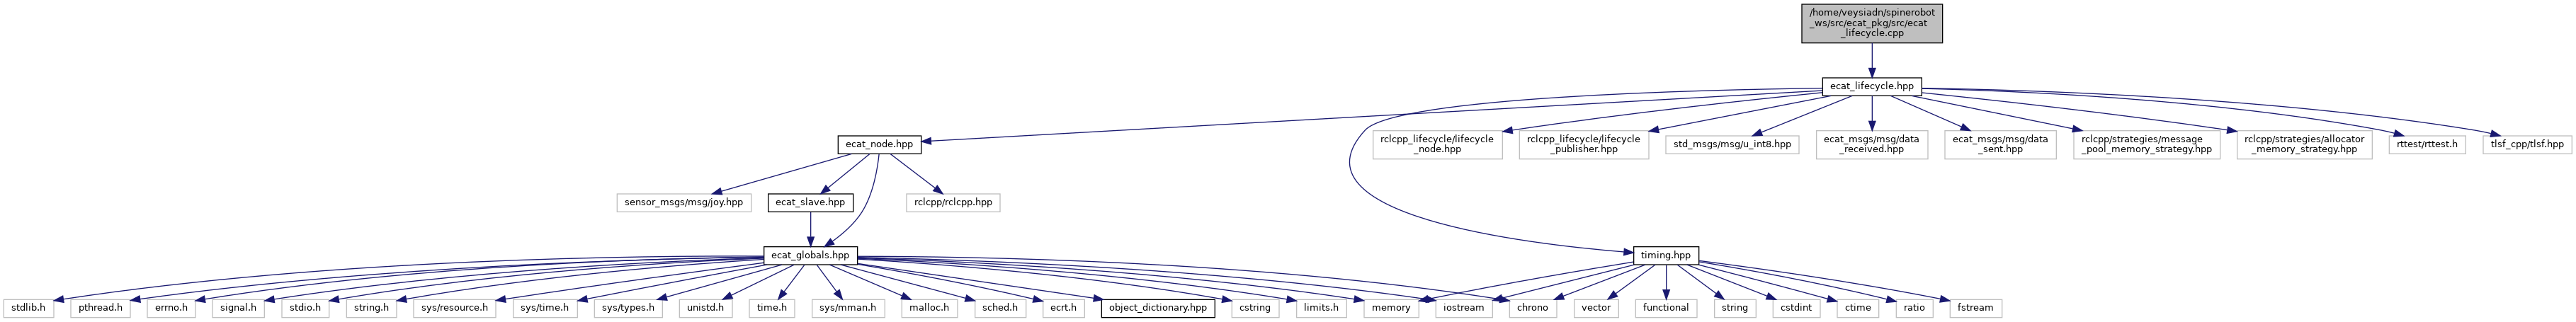 /home/veysiadn/spinerobot
_ws/src/ecat_pkg/src/ecat
_lifecycle.cpp
ecat_lifecycle.hpp
ecat_node.hpp
rclcpp_lifecycle/lifecycle
_node.hpp
rclcpp_lifecycle/lifecycle
_publisher.hpp
std_msgs/msg/u_int8.hpp
ecat_msgs/msg/data
_received.hpp
ecat_msgs/msg/data
_sent.hpp
rclcpp/strategies/message
_pool_memory_strategy.hpp
rclcpp/strategies/allocator
_memory_strategy.hpp
rttest/rttest.h
tlsf_cpp/tlsf.hpp
sensor_msgs/msg/joy.hpp
ecat_slave.hpp
rclcpp/rclcpp.hpp
ecat_globals.hpp
timing.hpp
stdlib.h
pthread.h
errno.h
signal.h
stdio.h
string.h
sys/resource.h
sys/time.h
sys/types.h
unistd.h
time.h
sys/mman.h
malloc.h
sched.h
ecrt.h
object_dictionary.hpp
cstring
limits.h
memory
iostream
chrono
vector
functional
string
cstdint
ctime
ratio
fstream